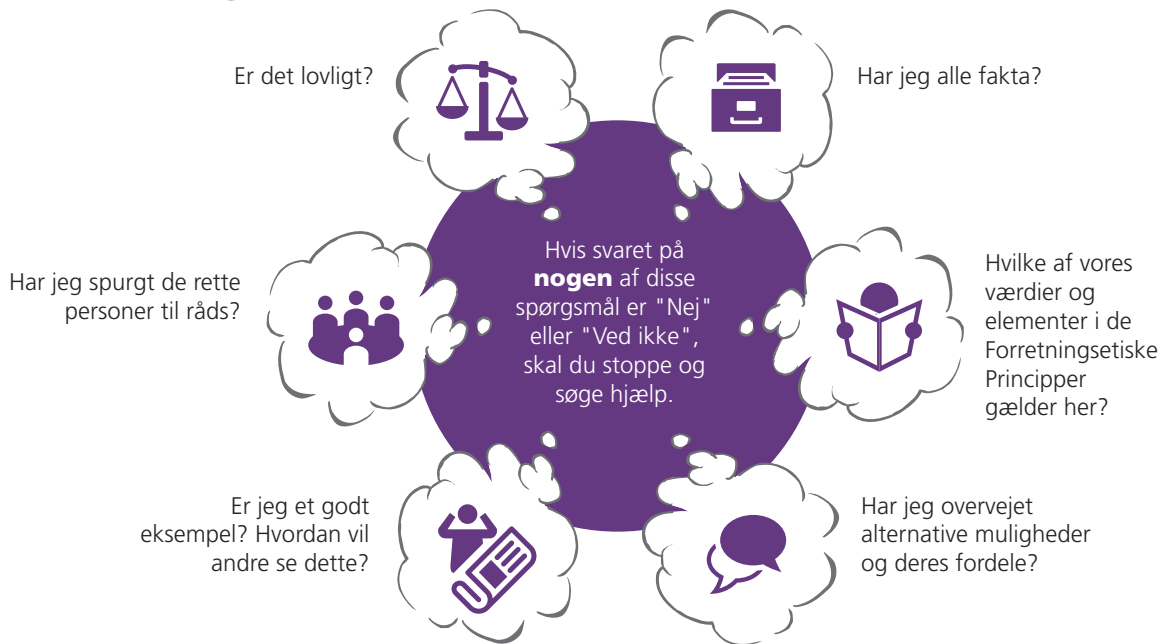 Er det lovligt?
Har jeg alle fakta?
Har jeg spurgt de rette
personer til råds?
Hvis svaret på
nogen af disse
spørgsmål er "Nej"
eller "Ved ikke",
skal du stoppe og
søge hjælp.
Hvilke af vores
værdier og
elementer i de
Forretningsetiske
Principper
gælder her?
Er jeg et godt
eksempel? Hvordan vil
andre se dette?
Har jeg overvejet
alternative muligheder
og deres fordele?